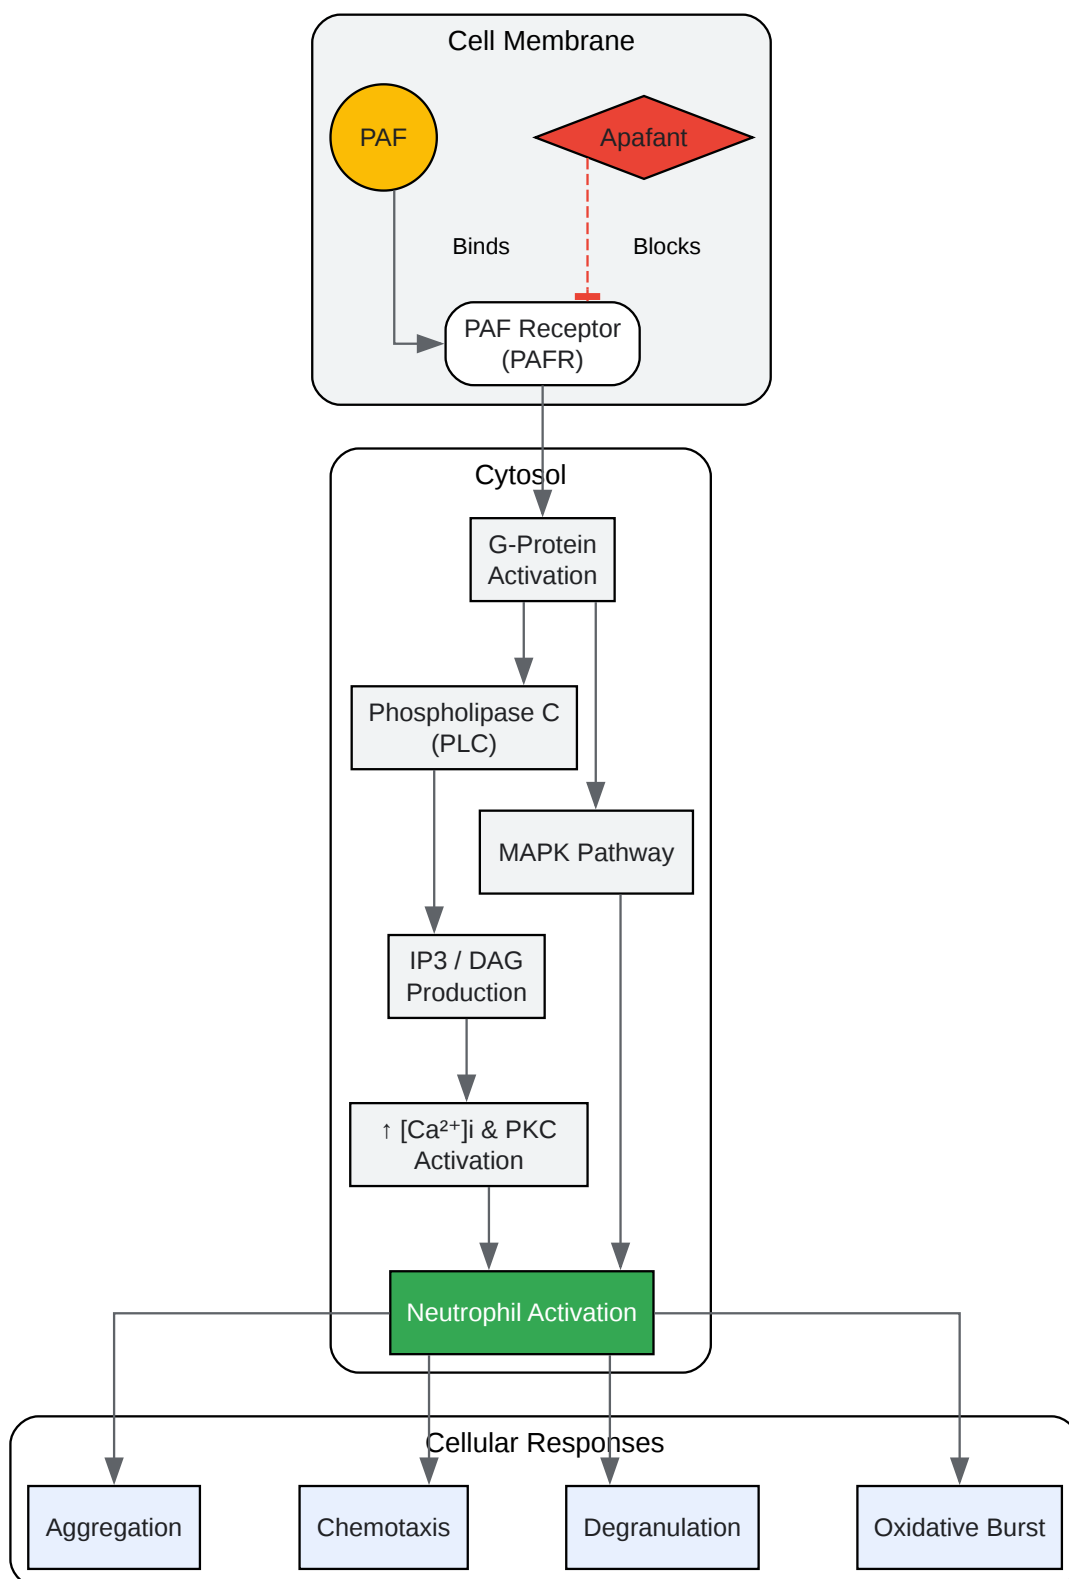 Cell Membrane
PAF
Apafant
Binds
Blocks
PAF Receptor
(PAFR)
Cytosol
G-Protein
Activation
Phospholipase C
(PLC)
MAPK Pathway
IP3 / DAG
Production
↑ [Ca²⁺]i & PKC
Activation
Neutrophil Activation
Cellular Responses
Aggregation
Chemotaxis
Degranulation
Oxidative Burst